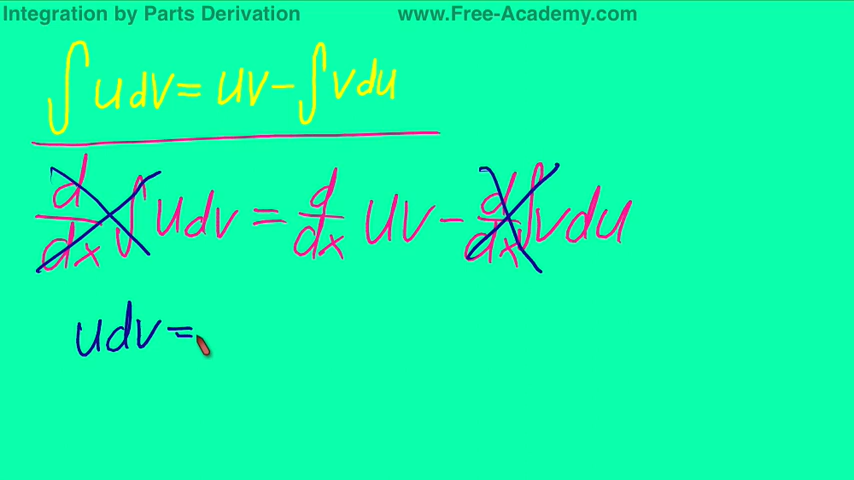 Integration by Parts Derivation www.Free-Academy.com
∫udv=uv-∫vdu
d/dx ∫udv = d/dx uv - d/dx ∫vdu
udv=